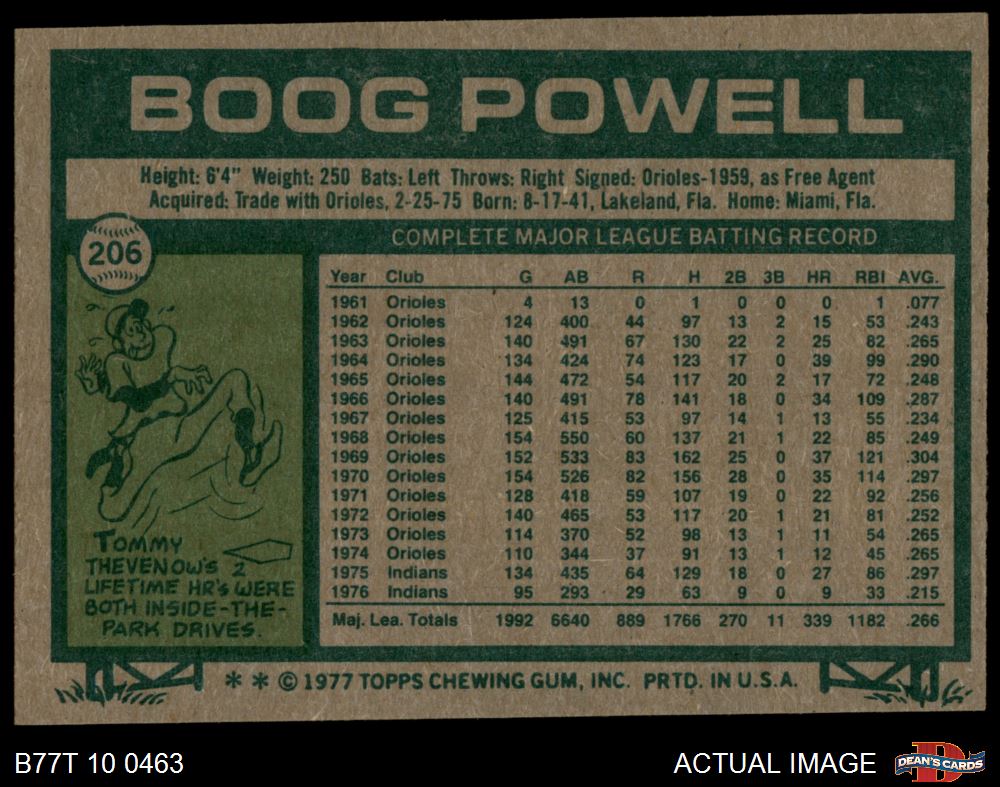 BOOG POWELL
Height: 6'4" Weight: 250 Bats: Left Throws: Right Signed: Orioles-1959, as Free Agent
Acquired: Trade with Orioles, 2-25-75 Born: 8-17-41, Lakeland, Fla. Home: Miami, Fla.
206
COMPLETE MAJOR LEAGUE BATTING RECORD
Year Club G AB R H 2B 3B HR RBI AVG.
1961 Orioles 4 13 0 1 0 0 0 1 .077
1962 Orioles 124 400 44 97 13 2 15 53 .243
1963 Orioles 140 491 67 130 22 2 25 82 .265
1964 Orioles 134 424 74 123 17 0 39 99 .290
1965 Orioles 144 472 54 117 20 2 17 72 .248
1966 Orioles 140 491 78 141 18 0 34 109 .287
1967 Orioles 125 415 53 97 14 1 13 55 .234
1968 Orioles 154 550 60 137 21 1 22 85 .249
1969 Orioles 152 533 83 162 25 0 37 121 .304
1970 Orioles 154 526 82 156 28 0 35 114 .297
1971 Orioles 128 418 59 107 19 0 22 92 .256
1972 Orioles 140 465 53 117 20 1 21 81 .252
1973 Orioles 114 370 52 98 13 1 11 54 .265
1974 Orioles 110 344 37 91 13 1 12 45 .265
1975 Indians 134 435 64 129 18 0 27 86 .297
1976 Indians 95 293 29 63 9 0 9 33 .215
Maj. Lea. Totals 1992 6640 889 1766 270 11 339 1182 .266
TOMMY
THEVENOW'S 2
LIFETIME HR'S WERE
BOTH INSIDE-THE-
PARK DRIVES.
* * © 1977 TOPPS CHEWING GUM, INC. PRTD. IN U.S.A.
B77T 10 0463
ACTUAL IMAGE
B
DEAN'S CARDS